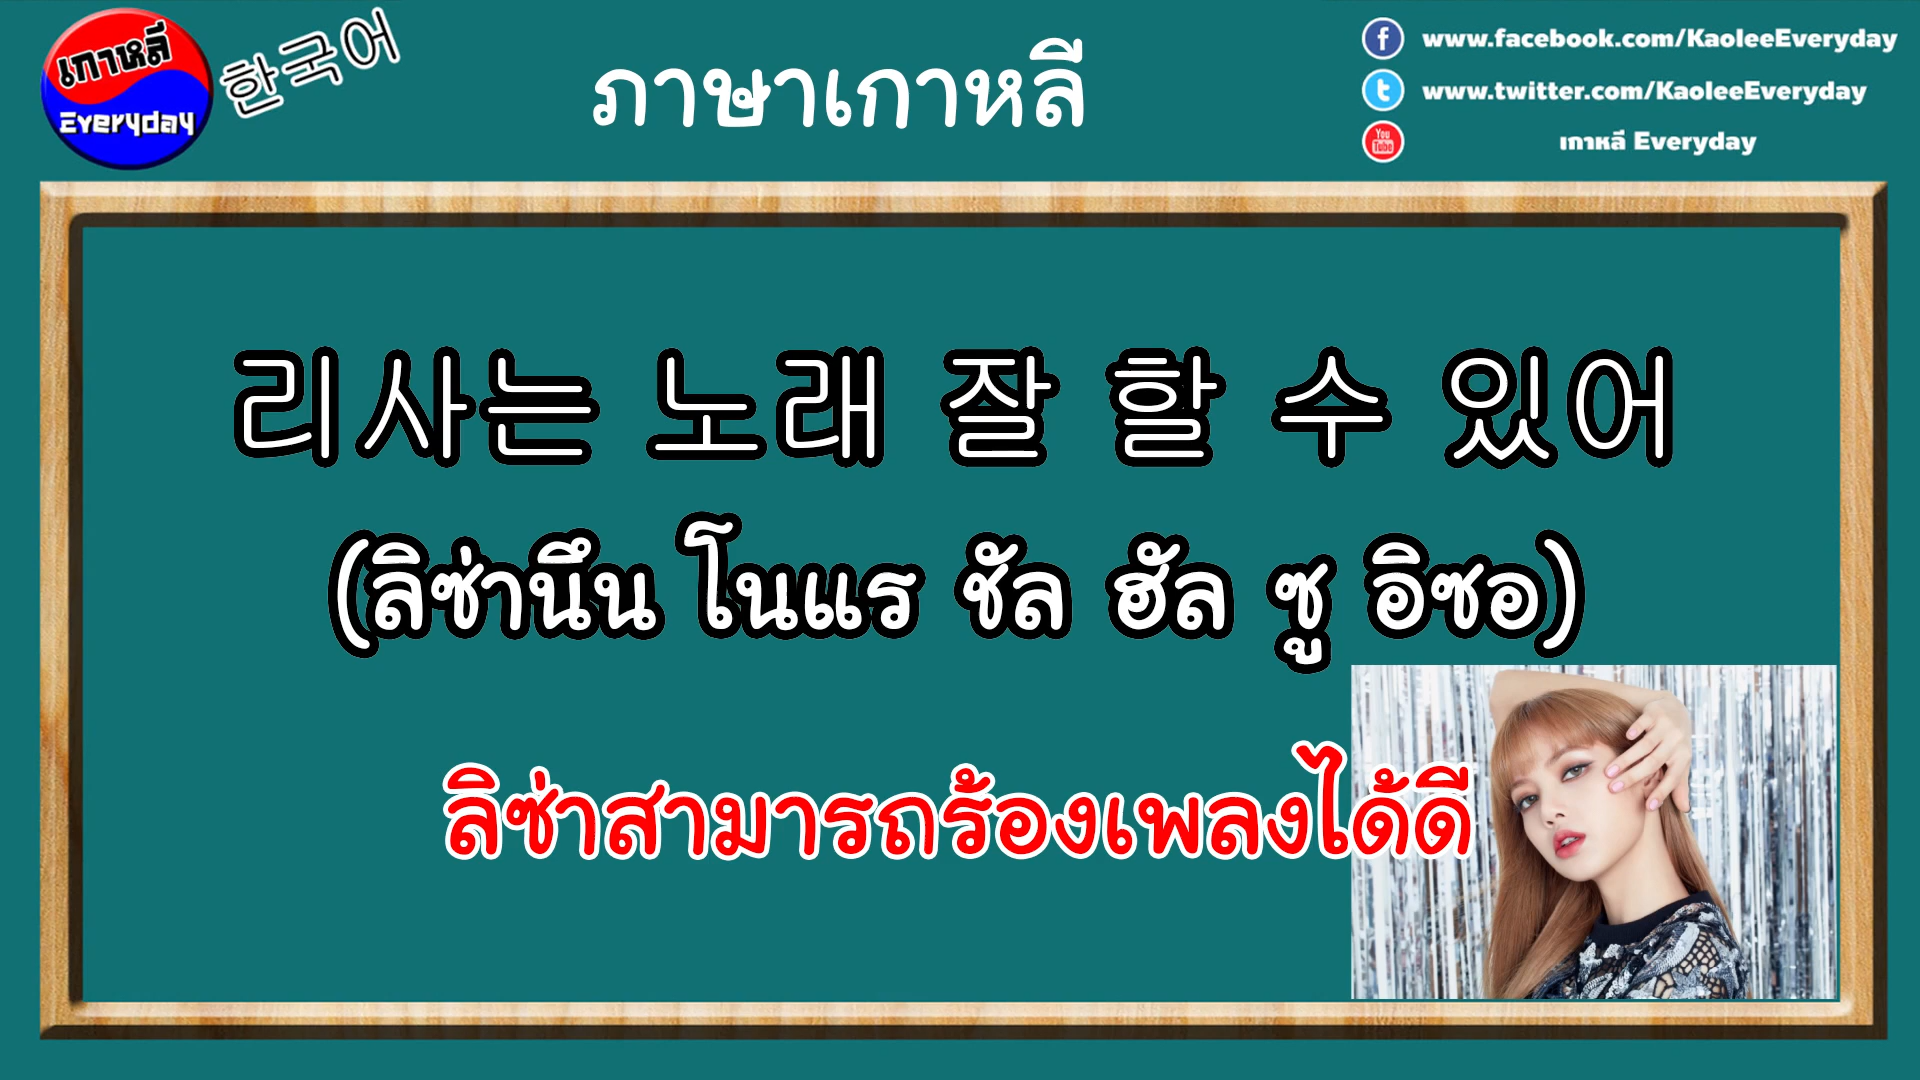 เกาหลี
Everyday
한국어
ภาษาเกาหลี
www.facebook.com/KaoleeEveryday
www.twitter.com/KaoleeEveryday
You
Tube
เกาหลี Everyday
리사는 노래 잘 할 수 있어
(ลิซ่านึน โนแร ชัล ฮัล ซู อิซอ)
ลิซ่าสามารถร้องเพลงได้ดี